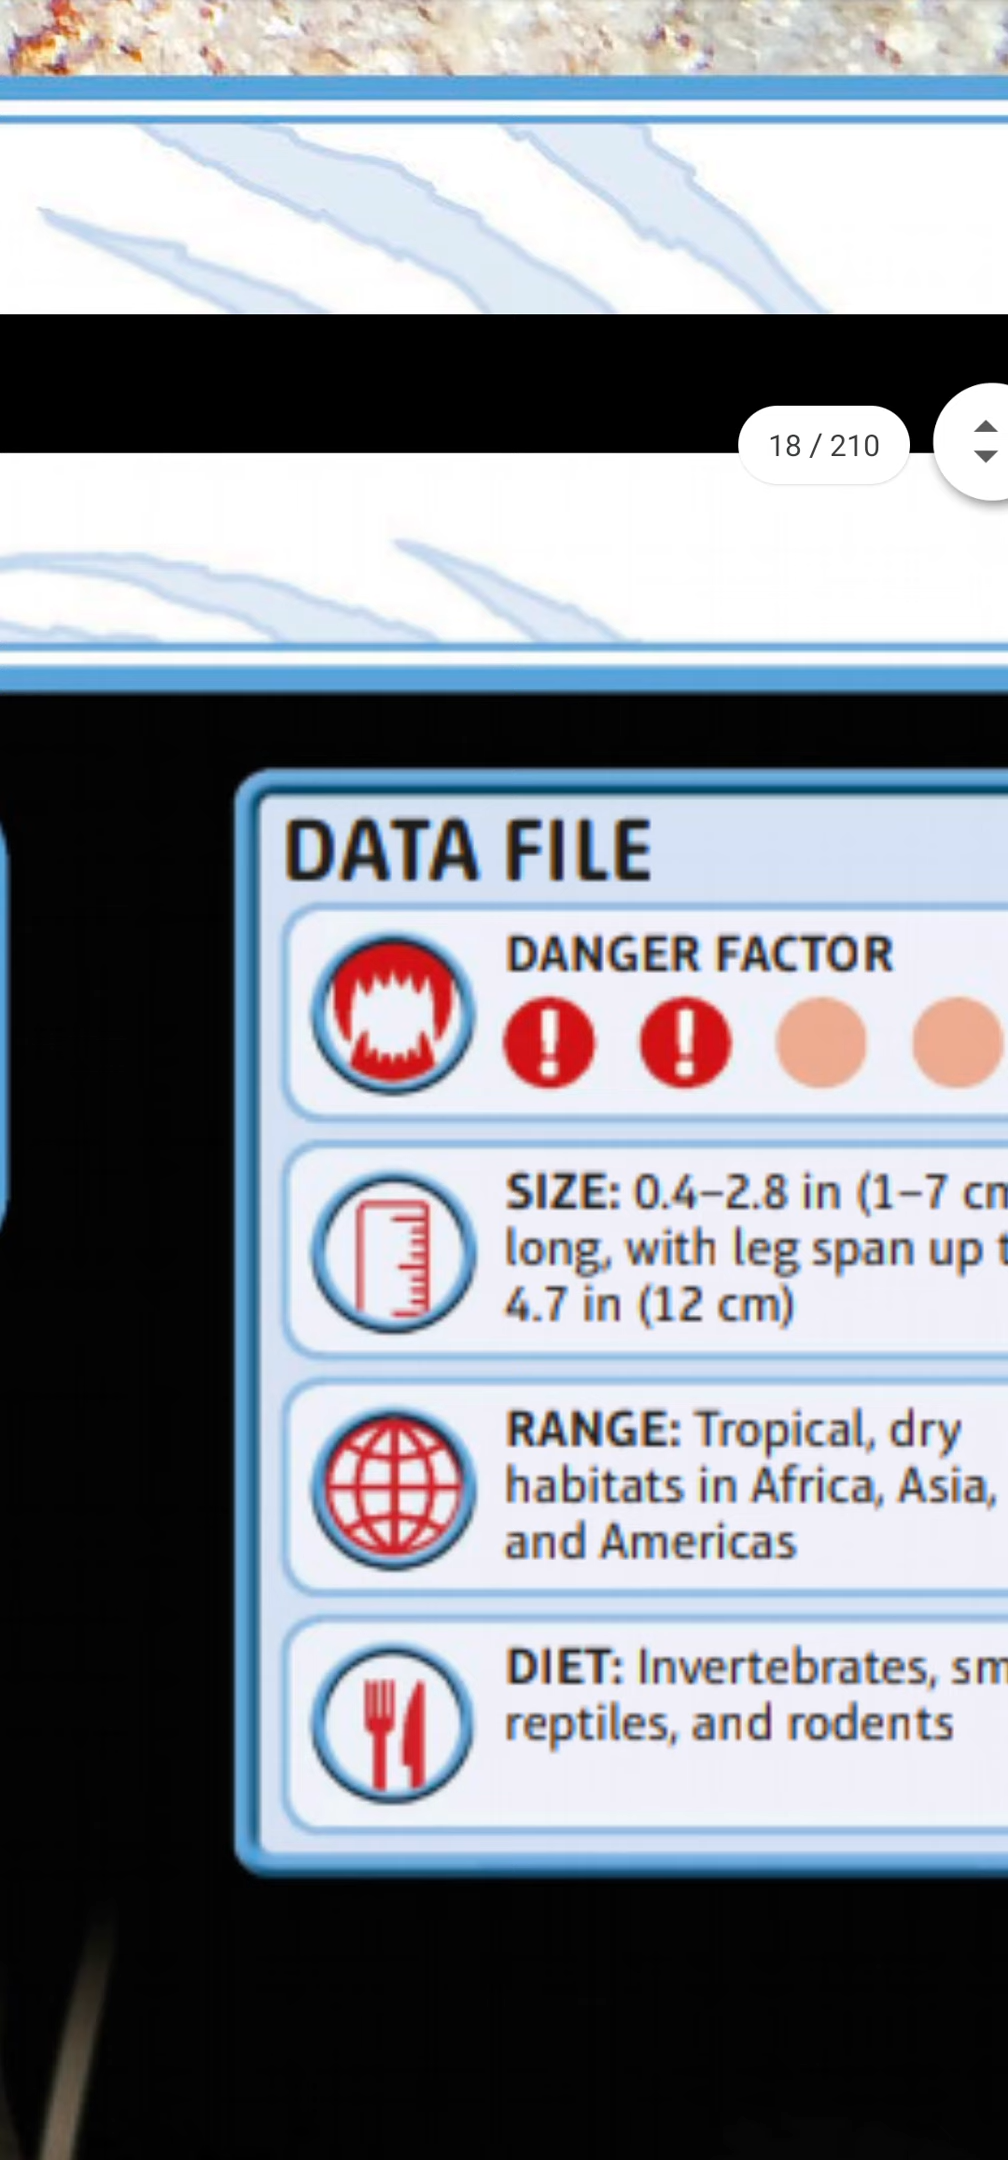 18 / 210
DATA FILE
DANGER FACTOR
! !
SIZE: 0.4–2.8 in (1–7
long, with leg span up
4.7 in (12 cm)
RANGE: Tropical, dry
habitats in Africa, Asia,
and Americas
DIET: Invertebrates,
reptiles, and rodents